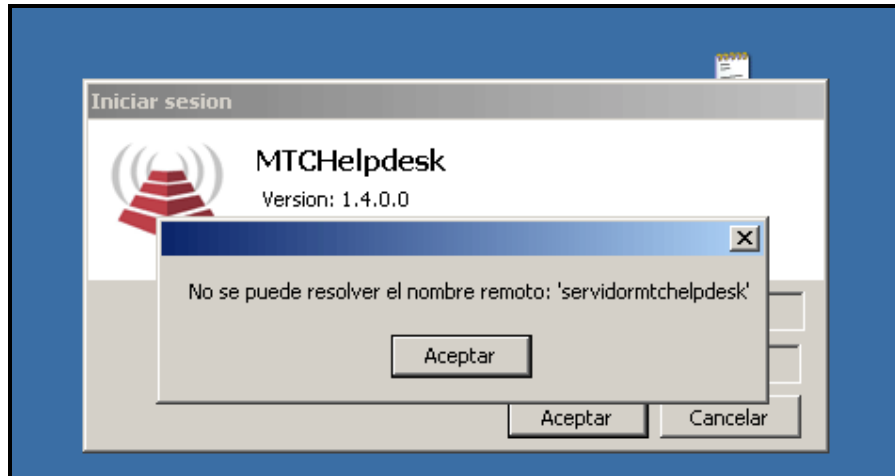 Iniciar sesion
MTCHelpdesk
Version: 1.4.0.0
No se puede resolver el nombre remoto: 'servidormtchelpdesk'
Aceptar
Aceptar
Cancelar